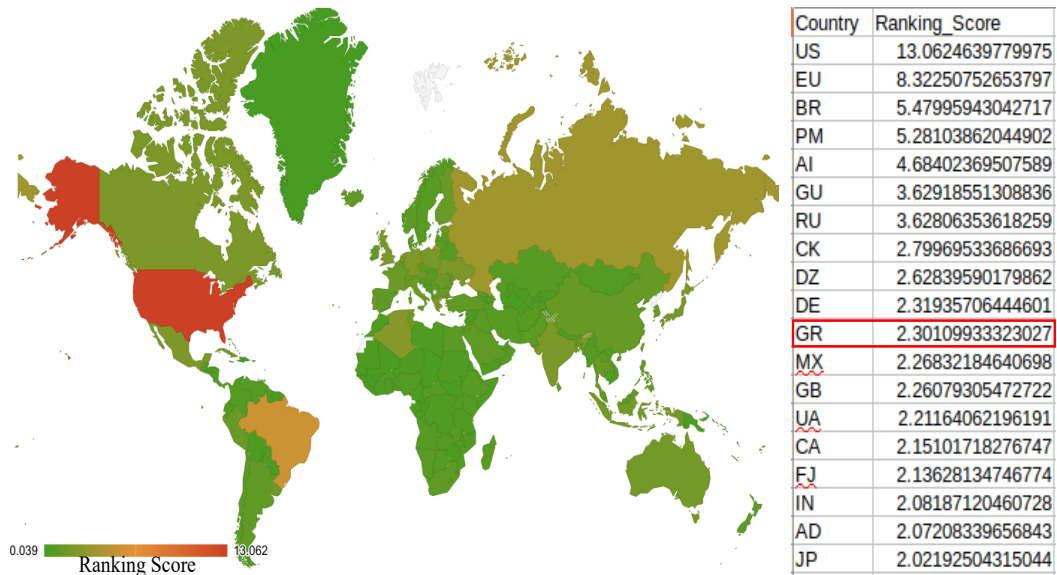 Country Ranking_Score
US 13.0624639779975
EU 8.32250752653797
BR 5.47995943042717
PM 5.28103862044902
AI 4.68402369507589
GU 3.62918551308836
RU 3.62806353618259
CK 2.79969533686693
DZ 2.62839590179862
DE 2.31935706444601
GR 2.30109933323027
MX 2.26832184640698
GB 2.26079305472722
UA 2.21164062196191
CA 2.15101718276747
FJ 2.13628134746774
IN 2.08187120460728
AD 2.07208339656843
JP 2.02192504315044
0.039 13.062
Ranking Score